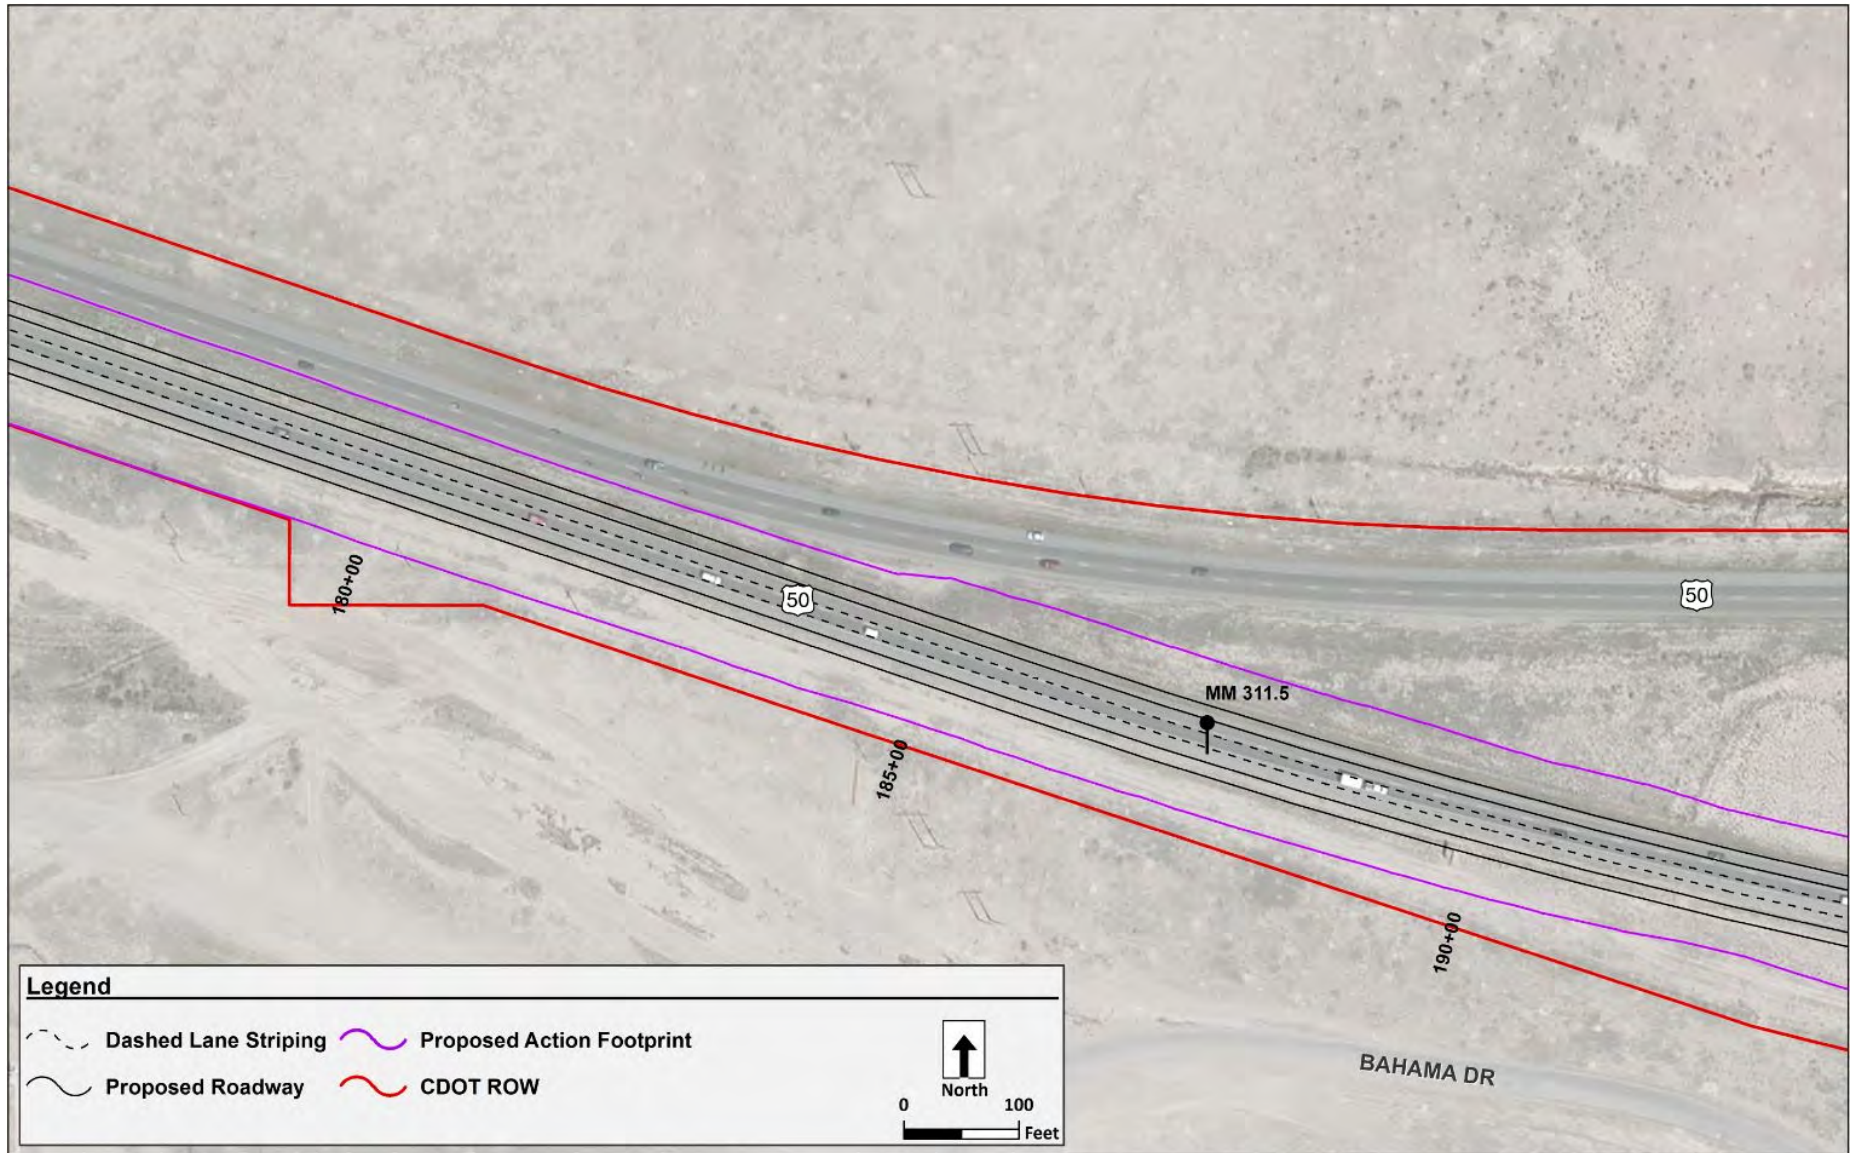 180+00
50
50
MM 311.5
185+00
190+00
BAHAMA DR
Legend
Dashed Lane Striping
Proposed Action Footprint
Proposed Roadway
CDOT ROW
North
0 100
Feet